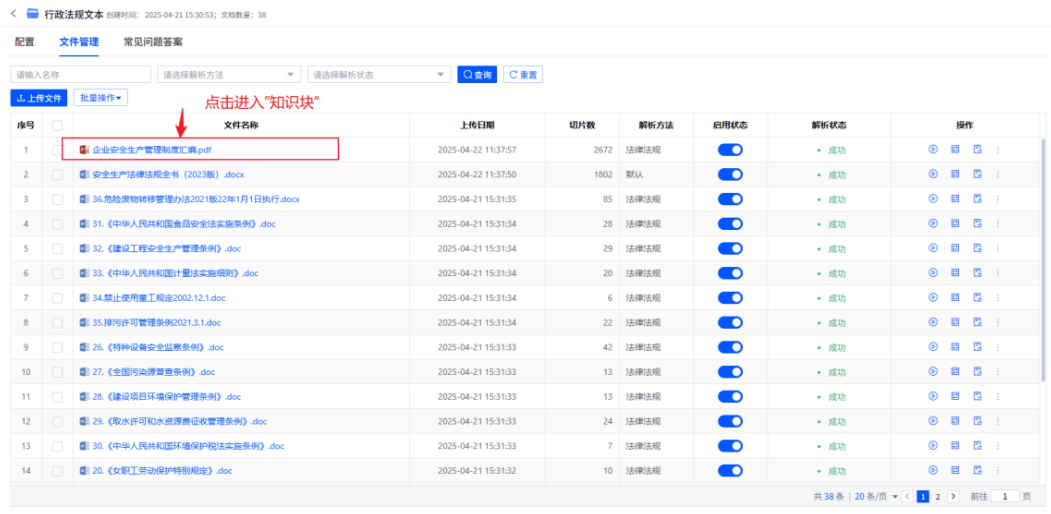 行政法规文本 创建时间: 2025-04-21 15:30:53; 文档数量: 38
配置 文件管理 常见问题答案
请输入名称 请选择解析方法 请选择解析状态 查询 重置
上传文件 批量操作
点击进入"知识块"
序号 文件名称 上传日期 切片数 解析方法 启用状态 解析状态 操作
1 企业安全生产管理制度汇编.pdf 2025-04-22 11:37:57 2672 法律法规 成功
2 安全生产法律法规全书（2023版）.docx 2025-04-22 11:37:50 1802 默认 成功
3 36.危险废物转移管理办法2021版22年1月1日执行.docx 2025-04-21 15:31:35 85 法律法规 成功
4 31.《中华人民共和国食品安全法实施条例》.doc 2025-04-21 15:31:34 28 法律法规 成功
5 32.《建设工程安全生产管理条例》.doc 2025-04-21 15:31:34 29 法律法规 成功
6 33.《中华人民共和国计量法实施细则》.doc 2025-04-21 15:31:34 20 法律法规 成功
7 34.禁止使用童工规定2002.12.1.doc 2025-04-21 15:31:34 6 法律法规 成功
8 35.排污许可管理条例2021.3.1.doc 2025-04-21 15:31:34 22 法律法规 成功
9 26.《特种设备安全监察条例》.doc 2025-04-21 15:31:33 42 法律法规 成功
10 27.《全国污染源普查条例》.doc 2025-04-21 15:31:33 13 法律法规 成功
11 28.《建设项目环境保护管理条例》.doc 2025-04-21 15:31:33 13 法律法规 成功
12 29.《取水许可和水资源费征收管理条例》.doc 2025-04-21 15:31:33 24 法律法规 成功
13 30.《中华人民共和国环境保护税法实施条例》.doc 2025-04-21 15:31:33 7 法律法规 成功
14 20.《女职工劳动保护特别规定》.doc 2025-04-21 15:31:32 10 法律法规 成功
共 38 条 20 条/页 1 2 前往 1 页